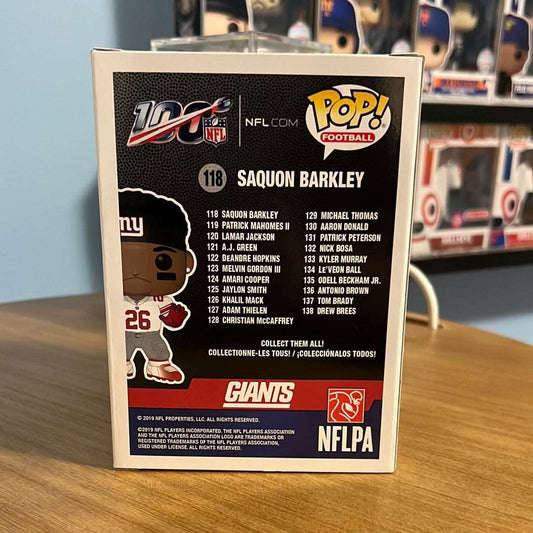 100
NFL
NFL.COM
POP!
FOOTBALL
118 SAQUON BARKLEY
118 SAQUON BARKLEY
119 PATRICK MAHOMES II
120 LAMAR JACKSON
121 A.J. GREEN
122 DEANDRE HOPKINS
123 MELVIN GORDON III
124 AMARI COOPER
125 JAYLON SMITH
126 KHALIL MACK
127 ADAM THIELEN
128 CHRISTIAN McCAFFREY
129 MICHAEL THOMAS
130 AARON DONALD
131 PATRICK PETERSON
132 NICK BOSA
133 KYLER MURRAY
134 LE'VEON BALL
135 ODELL BECKHAM JR.
136 ANTONIO BROWN
137 TOM BRADY
138 DREW BREES
ny
26
COLLECT THEM ALL!
COLLECTIONNE-LES TOUS! / ¡COLECCIÓNALOS TODOS!
GIANTS
© 2019 NFL PROPERTIES, LLC. ALL RIGHTS RESERVED.
©2019 NFL PLAYERS INCORPORATED. THE NFL PLAYERS ASSOCIATION
AND THE NFL PLAYERS ASSOCIATION LOGO ARE TRADEMARKS OR
REGISTERED TRADEMARKS OF THE NFL PLAYERS ASSOCIATION,
USED UNDER LICENSE. ALL RIGHTS RESERVED.
NFLPA